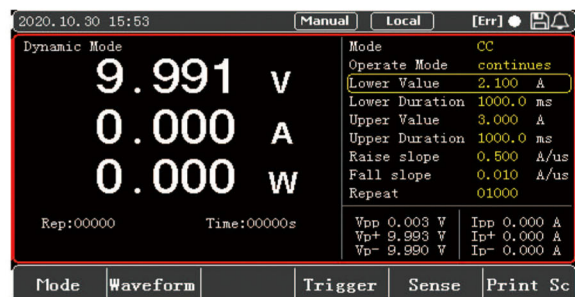 2020.10.30 15:53 Manual Local [Err]
Dynamic Mode
9.991 V
0.000 A
0.000 W
Rep:00000 Time:00000s
Mode CC
Operate Mode continues
Lower Value 2.100 A
Lower Duration 1000.0 ms
Upper Value 3.000 A
Upper Duration 1000.0 ms
Raise slope 0.500 A/us
Fall slope 0.010 A/us
Repeat 01000
Vpp 0.003 V Ipp 0.000 A
Vp+ 9.993 V Ip+ 0.000 A
Vp- 9.990 V Ip- 0.000 A
Mode Waveform Trigger Sense Print Sc